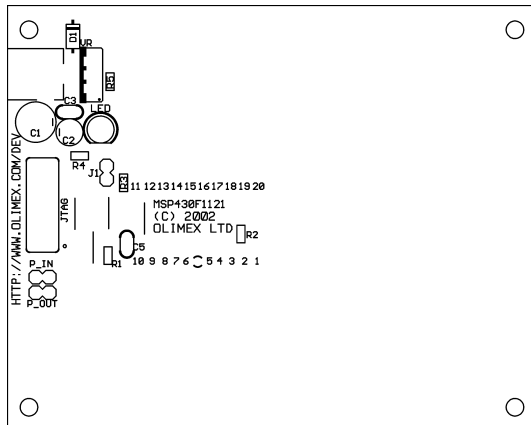 D1
VR
R5
C3
LED
C1
C2
R4
J1
R3
11 12 13 14 15 16 17 18 19 20
JTAG
MSP430F1121
(C) 2002
OLIMEX LTD
R2
C5
R1
10 9 8 7 6 5 4 3 2 1
P_IN
P_OUT
HTTP://WWW.OLIMEX.COM/DEV